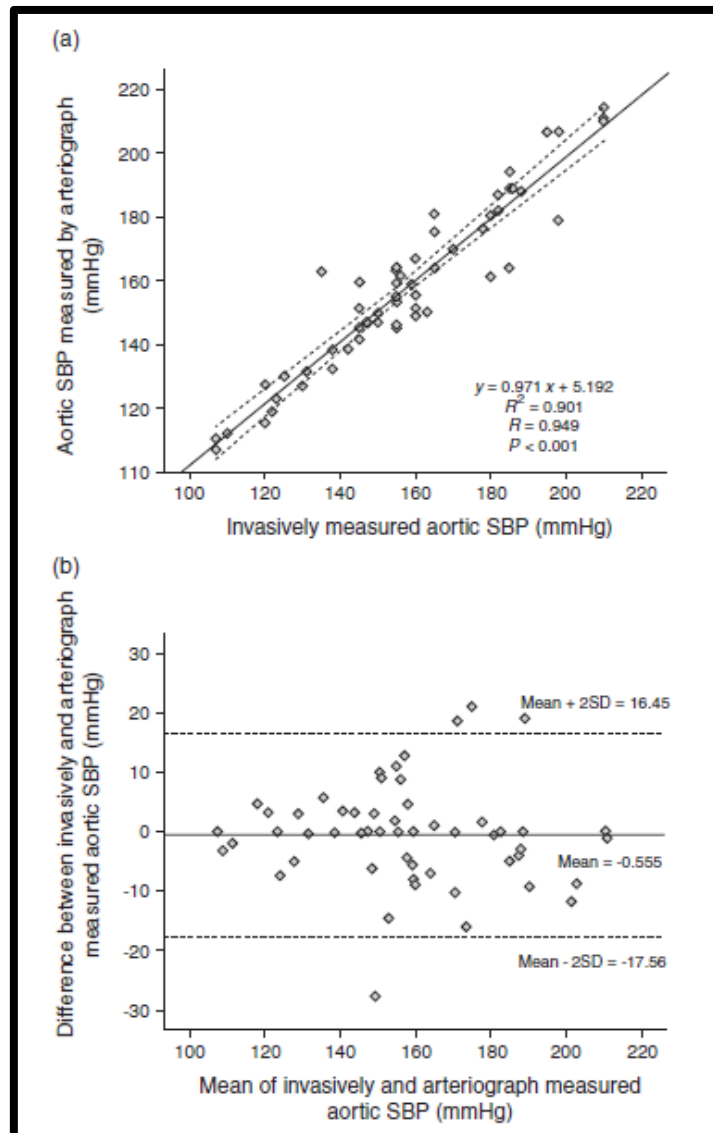 (a)
Aortic SBP measured by arteriograph
(mmHg)
220
200
180
160
140
120
110
y = 0.971 x + 5.192
R² = 0.901
R = 0.949
P < 0.001
100 120 140 160 180 200 220
Invasively measured aortic SBP (mmHg)
(b)
Difference between invasively and arteriograph
measured aortic SBP (mmHg)
30
20
10
0
-10
-20
-30
Mean + 2SD = 16.45
Mean = -0.555
Mean - 2SD = -17.56
100 120 140 160 180 200 220
Mean of invasively and arteriograph measured
aortic SBP (mmHg)